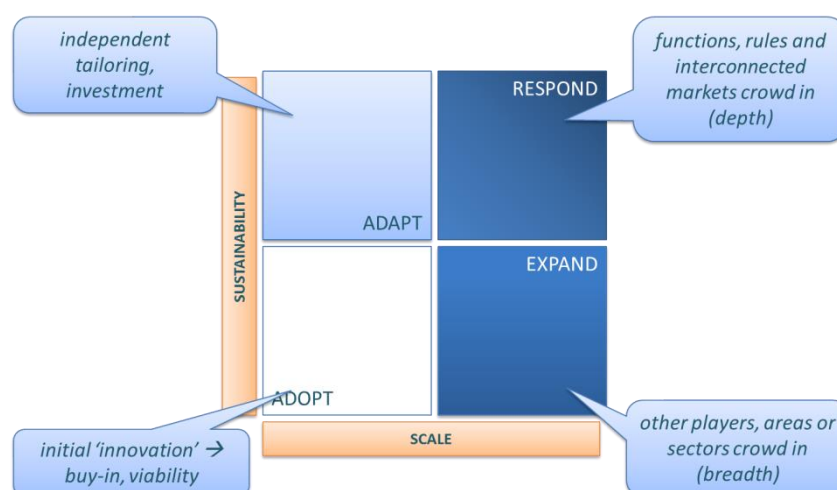 independent
tailoring,
investment
functions, rules and
interconnected
markets crowd in
(depth)
RESPOND
ADAPT
SUSTAINABILITY
EXPAND
ADOPT
initial ‘innovation’ →
buy-in, viability
SCALE
other players, areas or
sectors crowd in
(breadth)